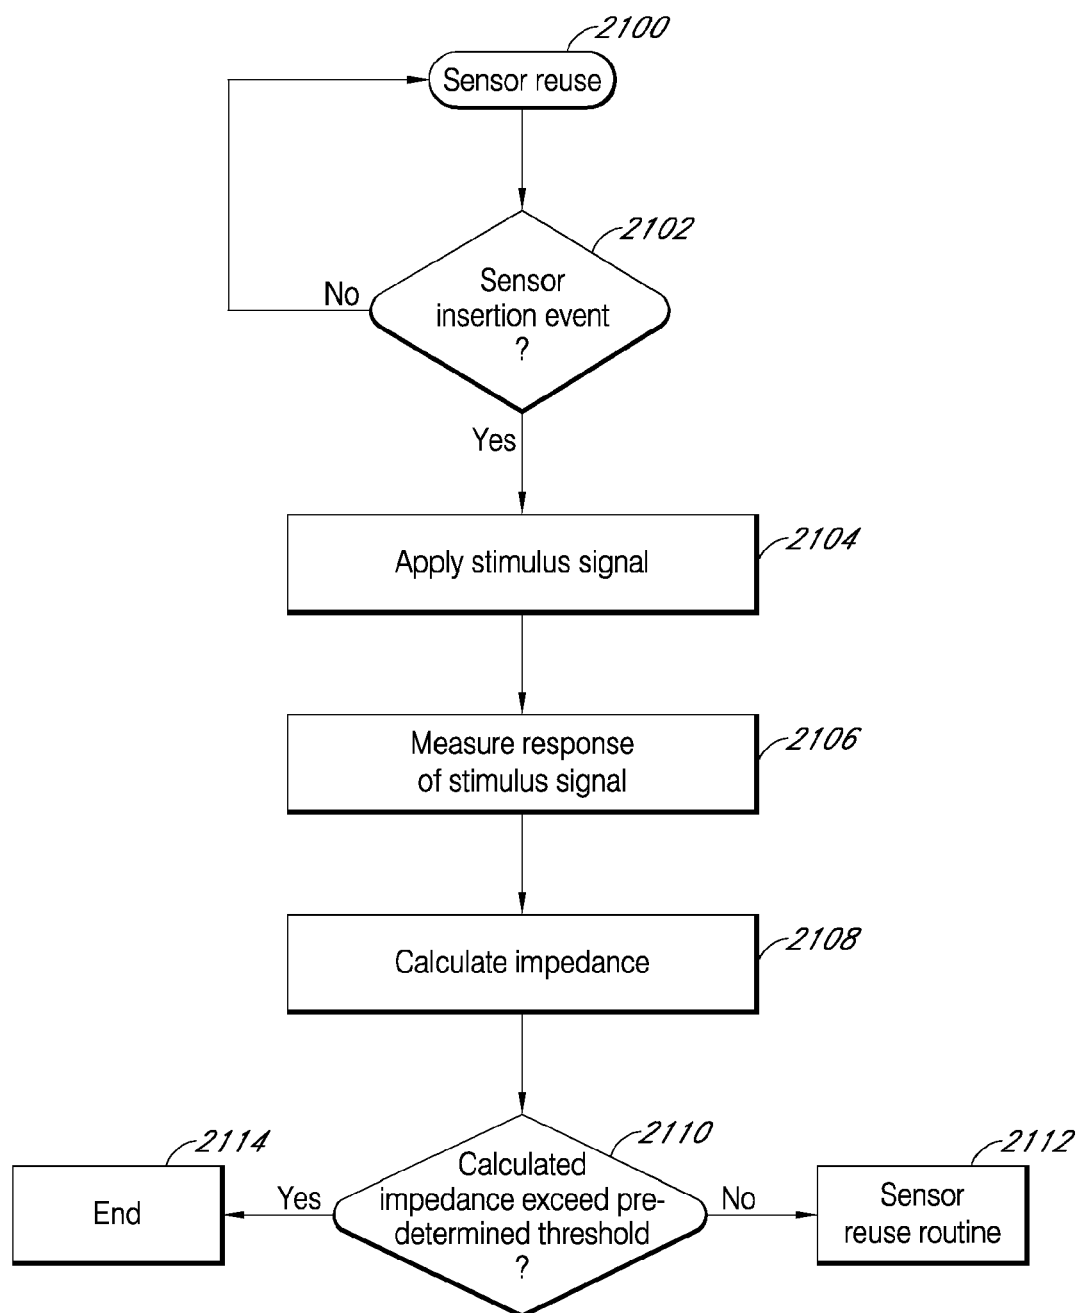 2100
Sensor reuse
2102
Sensor
insertion event
?
No
Yes
2104
Apply stimulus signal
2106
Measure response
of stimulus signal
2108
Calculate impedance
2110
Calculated
impedance exceed pre-
determined threshold
?
Yes
2114
End
No
2112
Sensor
reuse routine